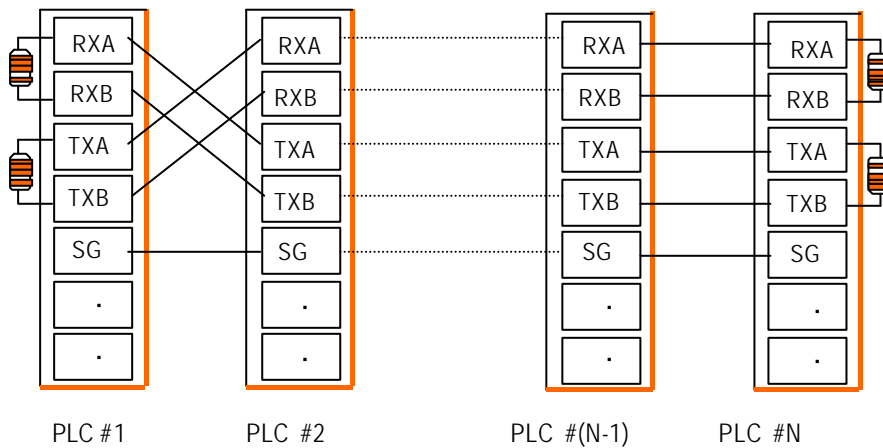 RXA RXA RXA RXA
RXB RXB RXB RXB
TXA TXA TXA TXA
TXB TXB TXB TXB
SG SG SG SG
. . . .
. . . .
PLC #1 PLC #2 PLC #(N-1) PLC #N